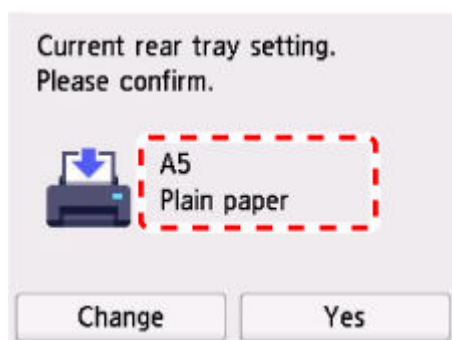 Current rear tray setting.
Please confirm.
A5
Plain paper
Change
Yes